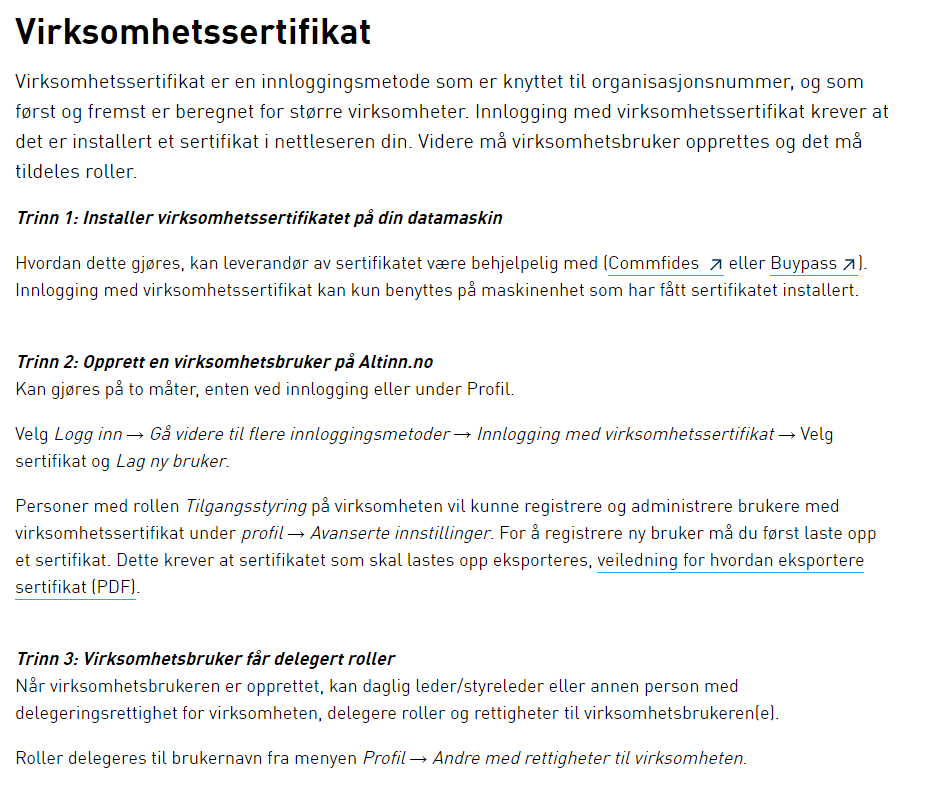 Virksomhetssertifikat
Virksomhetssertifikat er en innloggingsmetode som er knyttet til organisasjonsnummer, og som
først og fremst er beregnet for større virksomheter. Innlogging med virksomhetssertifikat krever at
det er installert et sertifikat i nettleseren din. Videre må virksomhetsbruker opprettes og det må
tildeles roller.
Trinn 1: Installer virksomhetssertifikatet på din datamaskin
Hvordan dette gjøres, kan leverandør av sertifikatet være behjelpelig med (Commfides ↗ eller Buypass ↗).
Innlogging med virksomhetssertifikat kan kun benyttes på maskinenhet som har fått sertifikatet installert.
Trinn 2: Opprett en virksomhetsbruker på Altinn.no
Kan gjøres på to måter, enten ved innlogging eller under Profil.
Velg Logg inn → Gå videre til flere innloggingsmetoder → Innlogging med virksomhetssertifikat → Velg
sertifikat og Lag ny bruker.
Personer med rollen Tilgangsstyring på virksomheten vil kunne registrere og administrere brukere med
virksomhetssertifikat under profil → Avanserte innstillinger. For å registrere ny bruker må du først laste opp
et sertifikat. Dette krever at sertifikatet som skal lastes opp eksporteres, veiledning for hvordan eksportere
sertifikat (PDF).
Trinn 3: Virksomhetsbruker får delegert roller
Når virksomhetsbrukeren er opprettet, kan daglig leder/styreleder eller annen person med
delegeringsrettighet for virksomheten, delegere roller og rettigheter til virksomhetsbrukeren(e).
Roller delegeres til brukernavn fra menyen Profil → Andre med rettigheter til virksomheten.